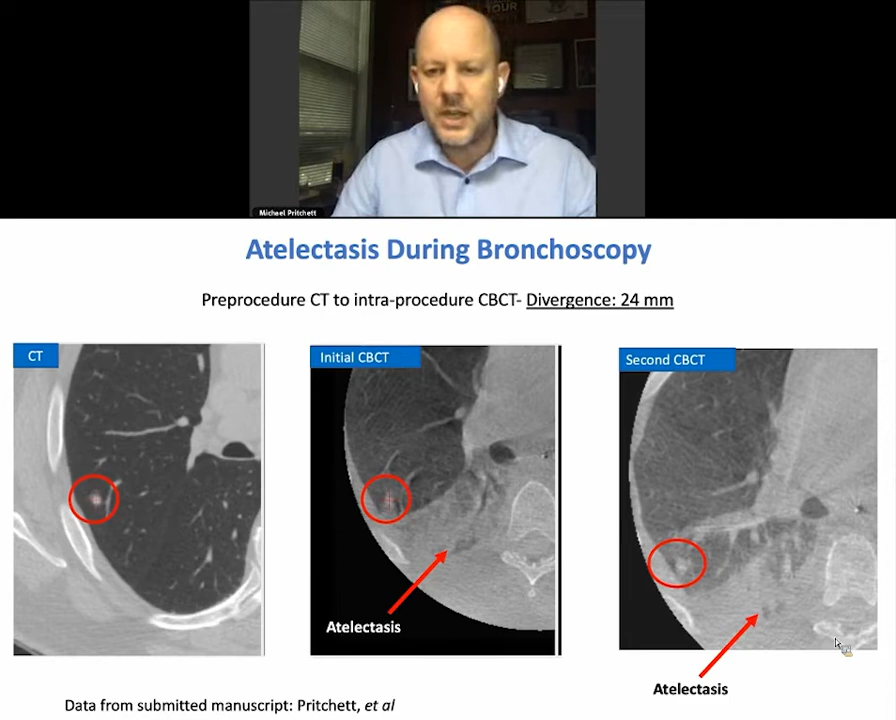 TOUR
Michael Pritchett
Atelectasis During Bronchoscopy
Preprocedure CT to intra-procedure CBCT- Divergence: 24 mm
CT
Initial CBCT
Second CBCT
Atelectasis
Atelectasis
Data from submitted manuscript: Pritchett, et al